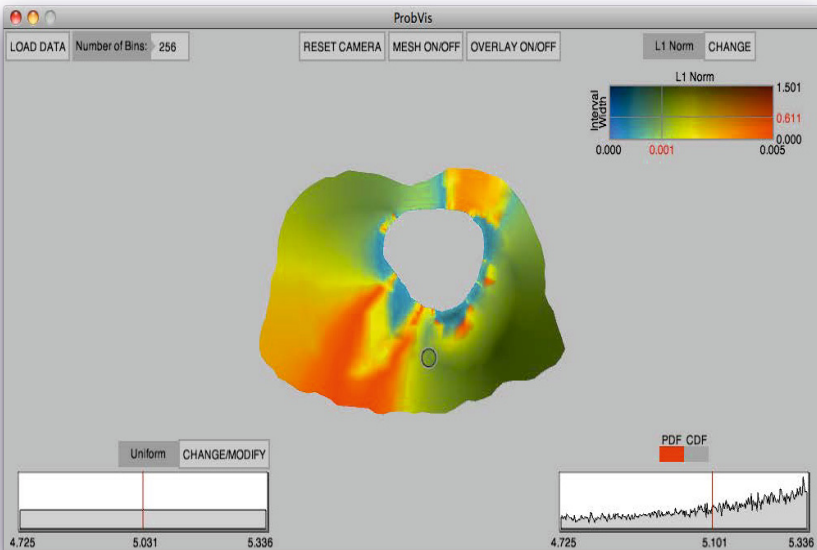 ProbVis
LOAD DATA Number of Bins: 256 RESET CAMERA MESH ON/OFF OVERLAY ON/OFF L1 Norm CHANGE
L1 Norm
Interval Width
1.501
0.611
0.000
0.000 0.001 0.005
Uniform CHANGE/MODIFY
PDF CDF
4.725 5.031 5.336
4.725 5.101 5.336